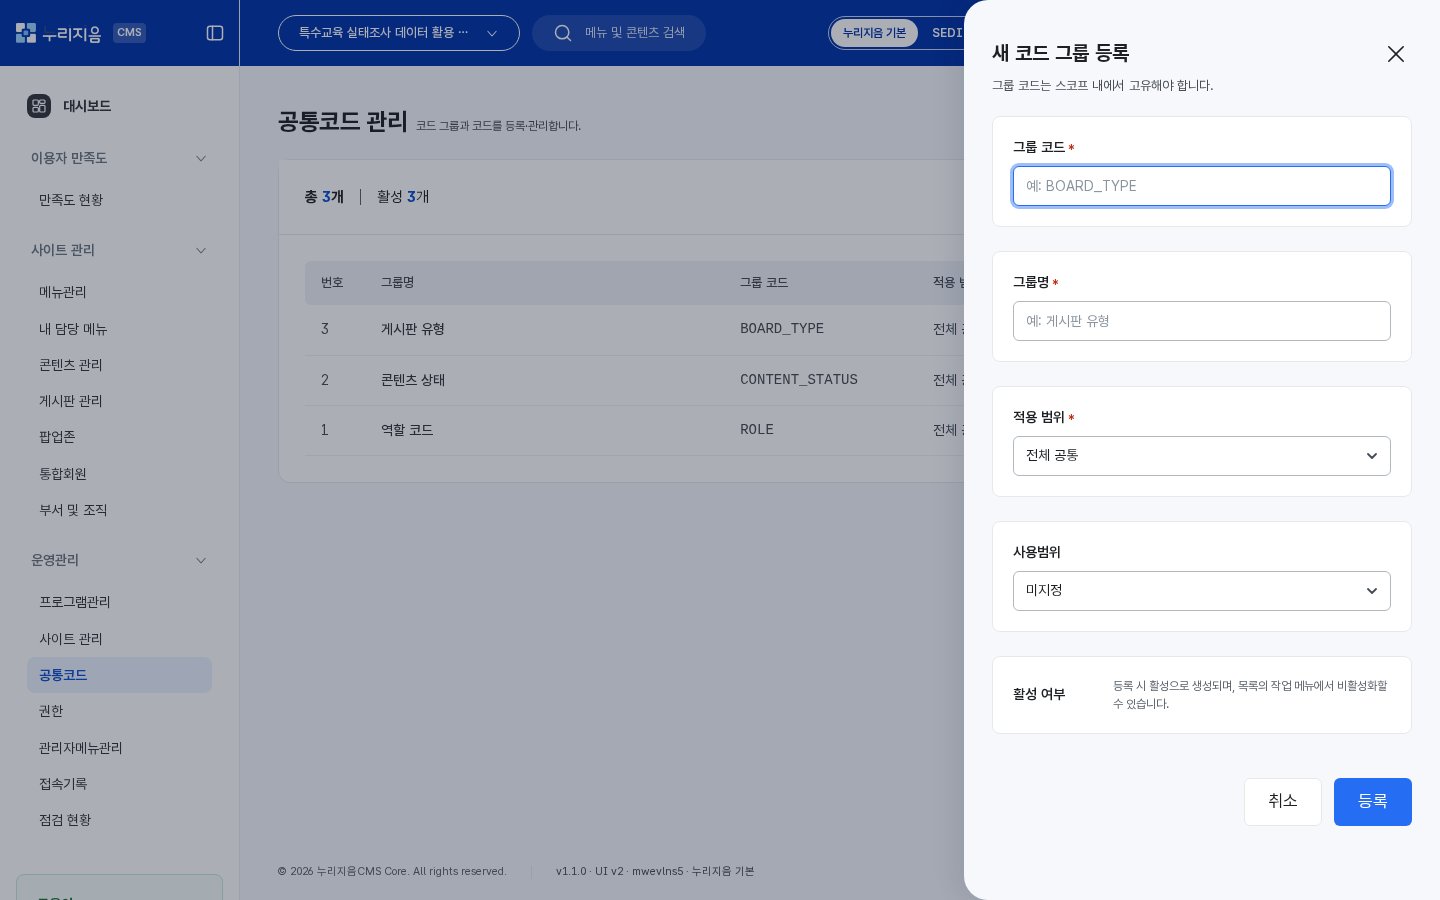 누리지음 CMS
특수교육 실태조사 데이터 활용 ···
메뉴 및 콘텐츠 검색
누리지음 기본
SEDI
대시보드
이용자 만족도
만족도 현황
사이트 관리
메뉴관리
내 담당 메뉴
콘텐츠 관리
게시판 관리
팝업존
통합회원
부서 및 조직
운영관리
프로그램관리
사이트 관리
공통코드
권한
관리자메뉴관리
접속기록
점검 현황
공통코드 관리 코드 그룹과 코드를 등록·관리합니다.
총 3개 활성 3개
번호 그룹명 그룹 코드 적용
3 게시판 유형 BOARD_TYPE 전체
2 콘텐츠 상태 CONTENT_STATUS 전체
1 역할 코드 ROLE 전체
© 2026 누리지음CMS Core. All rights reserved. v1.1.0 · UI v2 · mwevlns5 · 누리지음 기본
새 코드 그룹 등록
그룹 코드는 스코프 내에서 고유해야 합니다.
그룹 코드 *
예: BOARD_TYPE
그룹명 *
예: 게시판 유형
적용 범위 *
전체 공통
사용범위
미지정
활성 여부
등록 시 활성으로 생성되며, 목록의 작업 메뉴에서 비활성화할
수 있습니다.
취소
등록